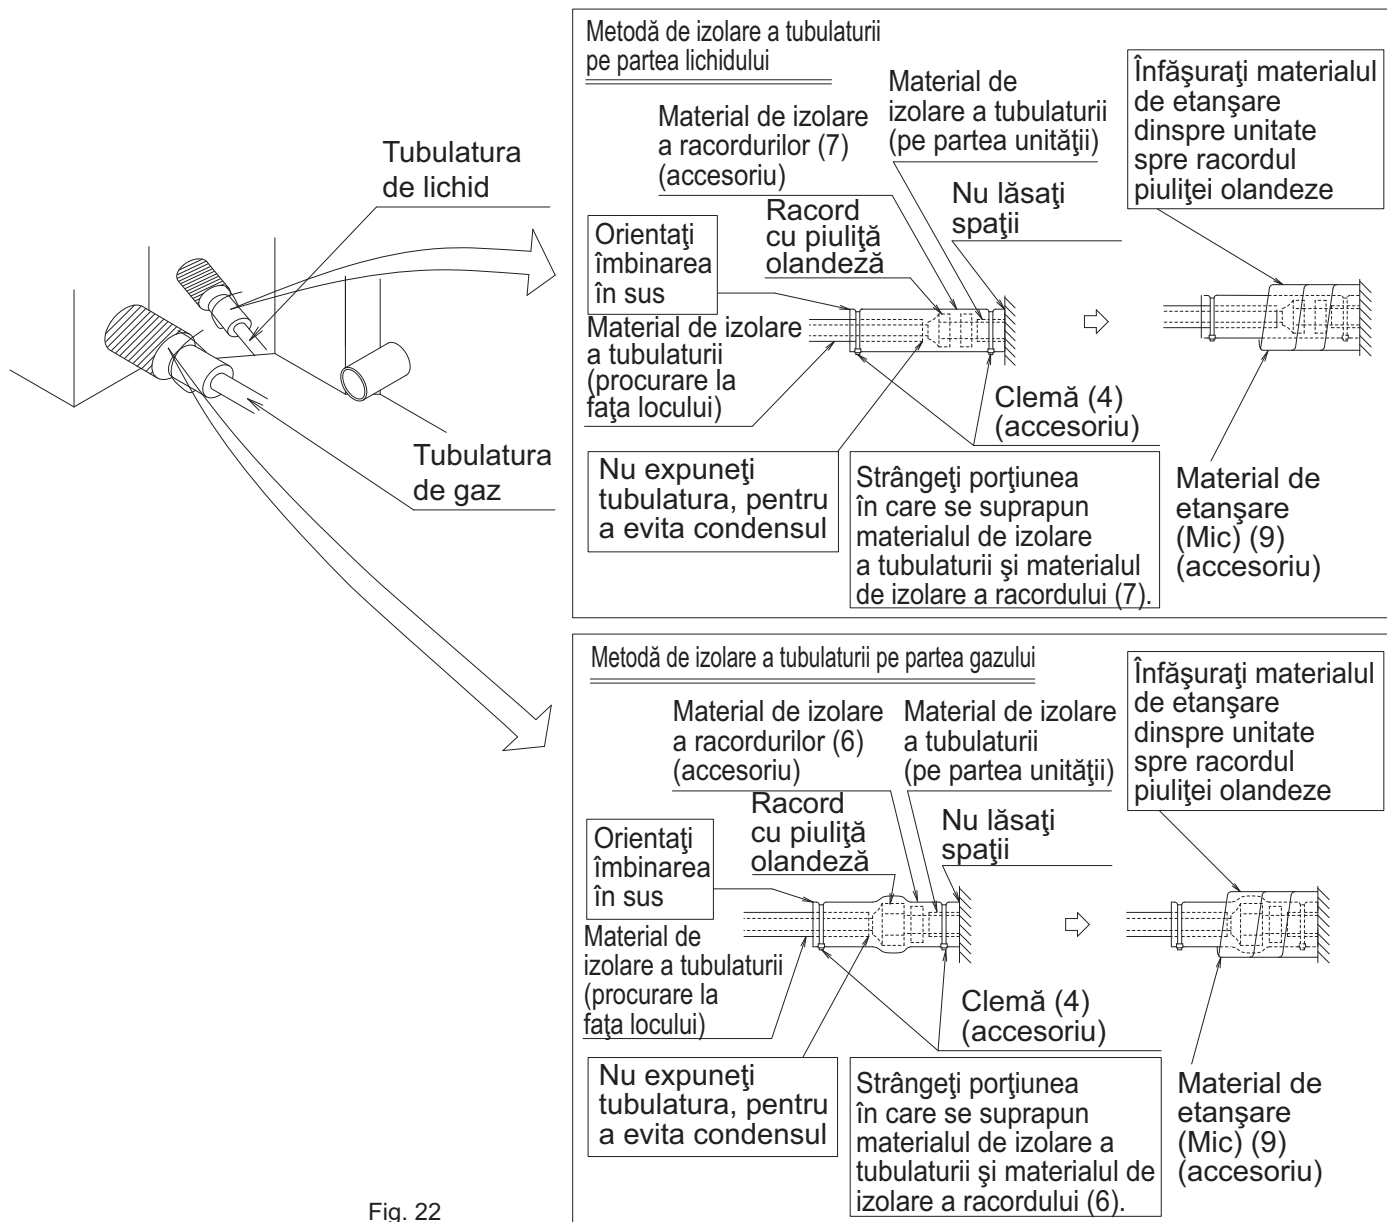 Tubulatura
de lichid
Tubulatura
de gaz
Metodă de izolare a tubulaturii
pe partea lichidului
Material de izolare
a racordurilor (7)
(accesoriu)
Material de
izolare a tubulaturii
(pe partea unităţii)
Înfăşuraţi materialul
de etanşare
dinspre unitate
spre racordul
piuliţei olandeze
Orientaţi
îmbinarea
în sus
Racord
cu piuliţă
olandeză
Nu lăsaţi
spaţii
Material de izolare
a tubulaturii
(procurare la
faţa locului)
Clemă (4)
(accesoriu)
Nu expuneţi
tubulatura, pentru
a evita condensul
Strângeţi porţiunea
în care se suprapun
materialul de izolare
a tubulaturii şi materialul
de izolare a racordului (7).
Material de
etanşare
(Mic) (9)
(accesoriu)
Metodă de izolare a tubulaturii pe partea gazului
Material de izolare
a racordurilor (6)
(accesoriu)
Material de izolare
a tubulaturii
(pe partea unităţii)
Înfăşuraţi materialul
de etanşare
dinspre unitate
spre racordul
piuliţei olandeze
Orientaţi
îmbinarea
în sus
Racord
cu piuliţă
olandeză
Nu lăsaţi
spaţii
Material de
izolare a tubulaturii
(procurare la
faţa locului)
Clemă (4)
(accesoriu)
Nu expuneţi
tubulatura, pentru
a evita condensul
Strângeţi porţiunea
în care se suprapun
materialul de izolare a
tubulaturii şi materialul de
izolare a racordului (6).
Material de
etanşare
(Mic) (9)
(accesoriu)
Fig. 22